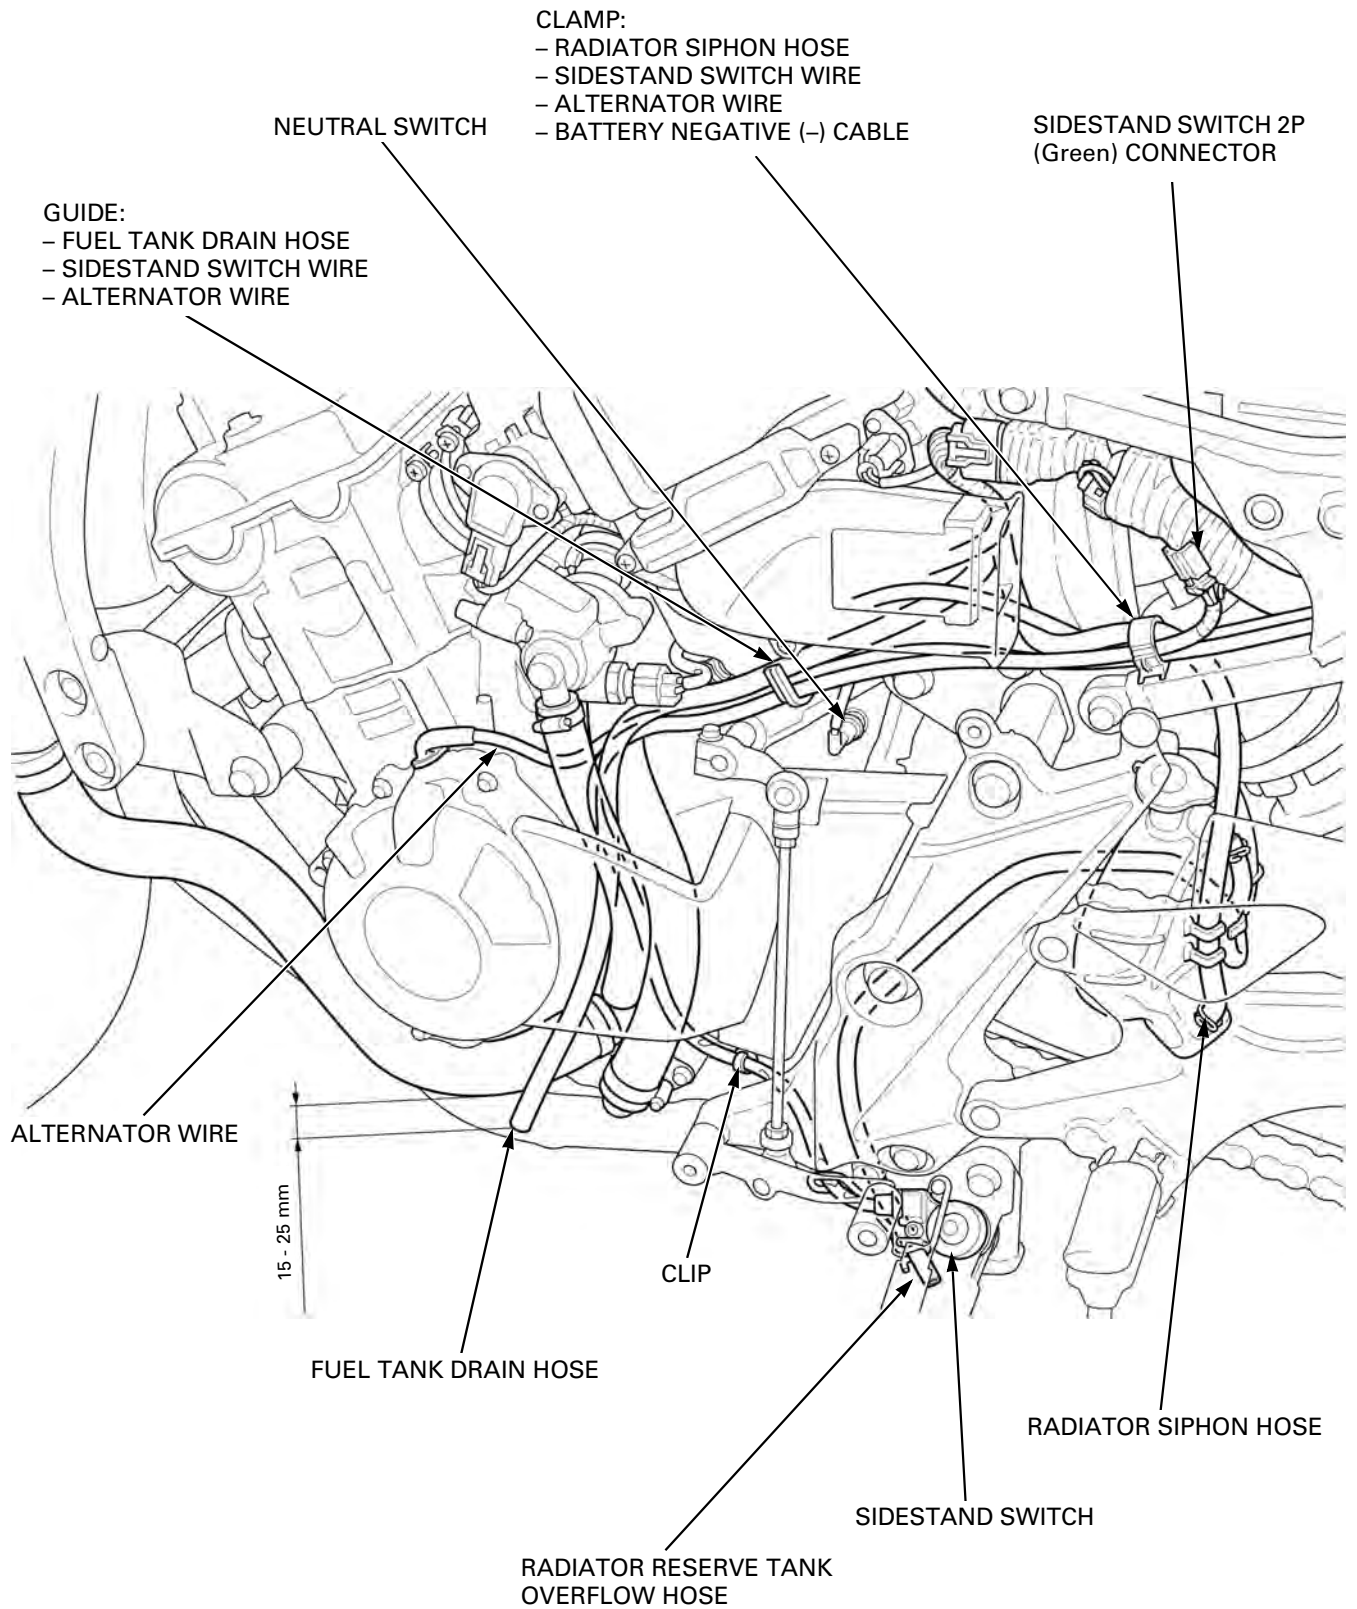 CLAMP:
– RADIATOR SIPHON HOSE
– SIDESTAND SWITCH WIRE
– ALTERNATOR WIRE
– BATTERY NEGATIVE (–) CABLE
NEUTRAL SWITCH
SIDESTAND SWITCH 2P
(Green) CONNECTOR
GUIDE:
– FUEL TANK DRAIN HOSE
– SIDESTAND SWITCH WIRE
– ALTERNATOR WIRE
ALTERNATOR WIRE
15 - 25 mm
CLIP
FUEL TANK DRAIN HOSE
RADIATOR SIPHON HOSE
SIDESTAND SWITCH
RADIATOR RESERVE TANK
OVERFLOW HOSE